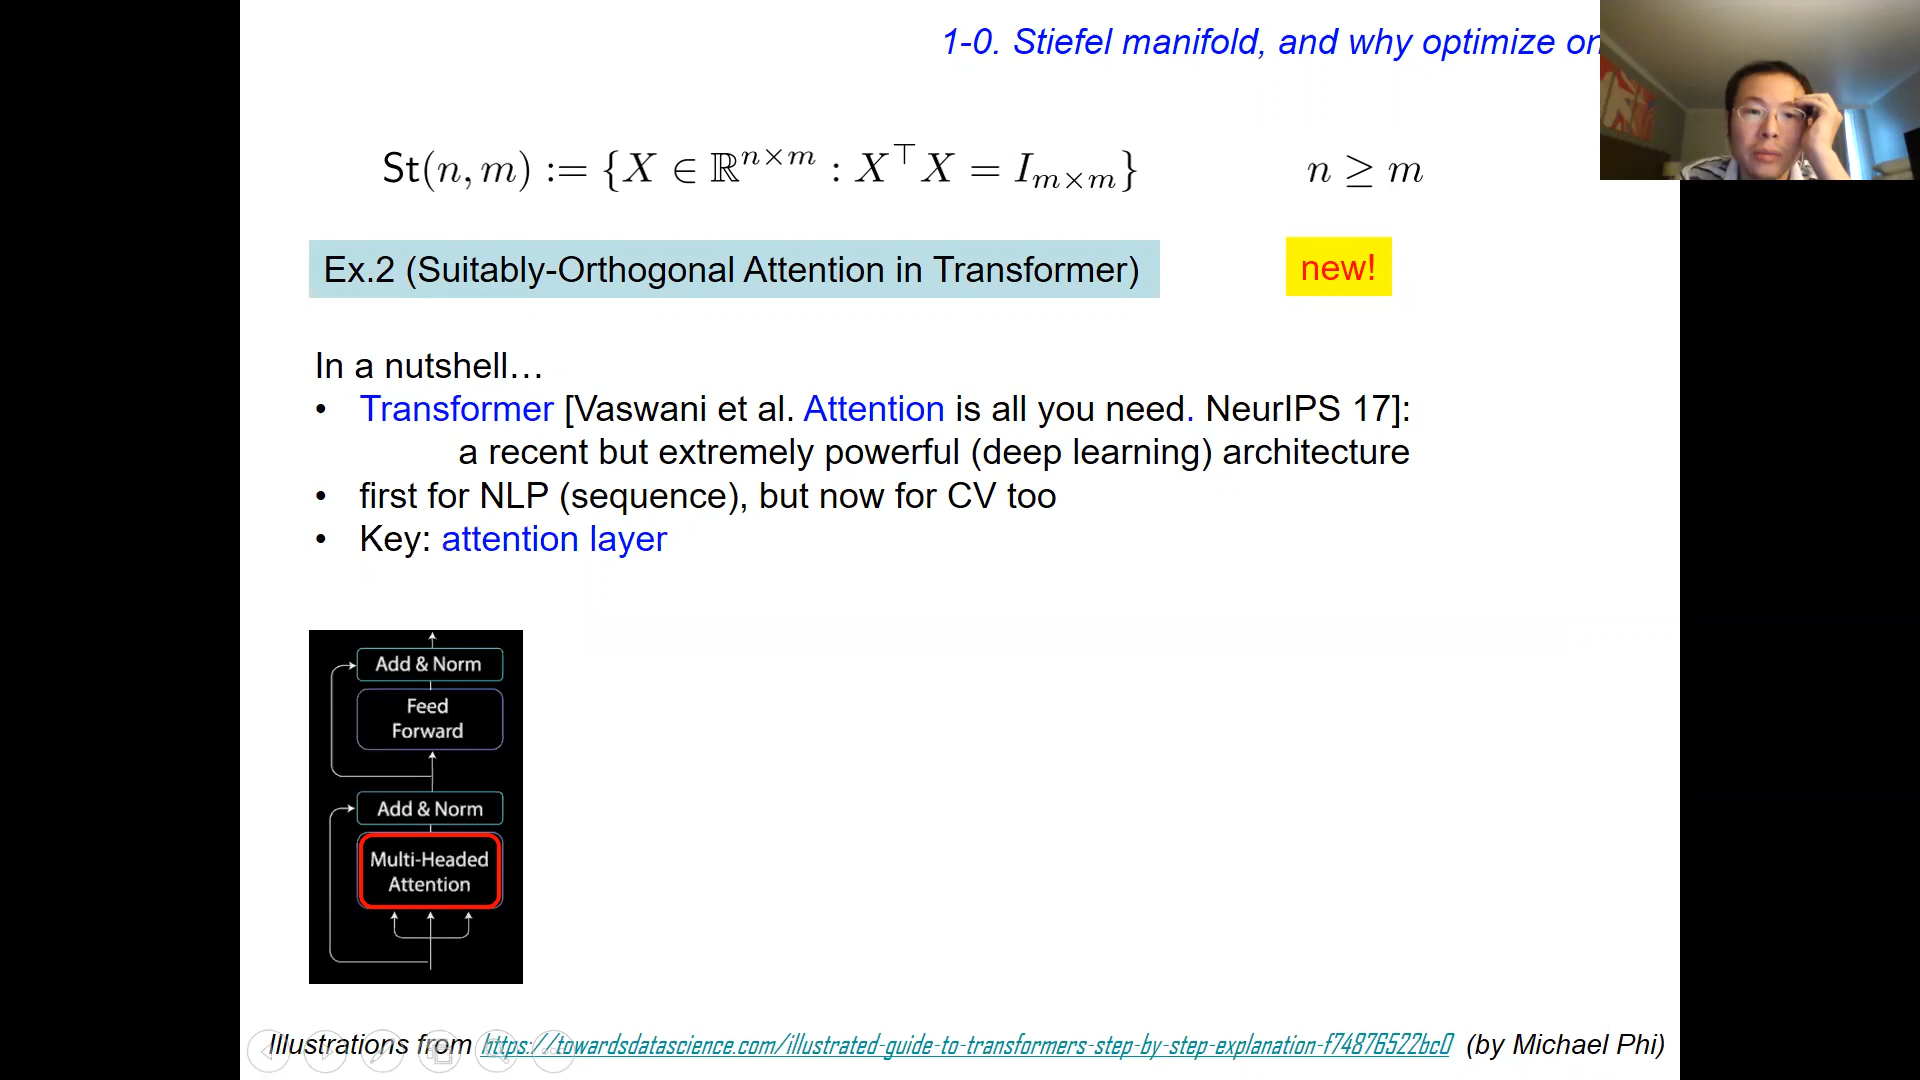 1-0. Stiefel manifold, and why optimize on
St(n, m) := {X ∈ ℝ^{n×m} : X^⊤ X = I_{m×m}} n ≥ m
Ex.2 (Suitably-Orthogonal Attention in Transformer) new!
In a nutshell…
• Transformer [Vaswani et al. Attention is all you need. NeurIPS 17]:
a recent but extremely powerful (deep learning) architecture
• first for NLP (sequence), but now for CV too
• Key: attention layer
Add & Norm
Feed
Forward
Add & Norm
Multi-Headed
Attention
Illustrations from https://towardsdatascience.com/illustrated-guide-to-transformers-step-by-step-explanation-f74876522bc0 (by Michael Phi)